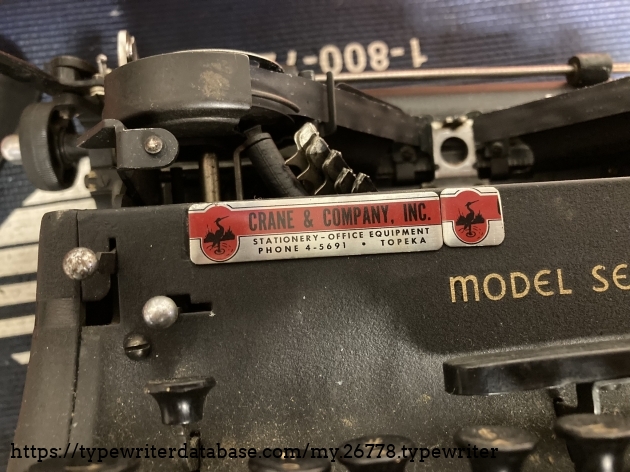 1-800-7
CRANE & COMPANY, INC.
STATIONERY-OFFICE EQUIPMENT
PHONE 4-5691 • TOPEKA
MODEL SE
https://typewriterdatabase.com/my.26778.typewriter